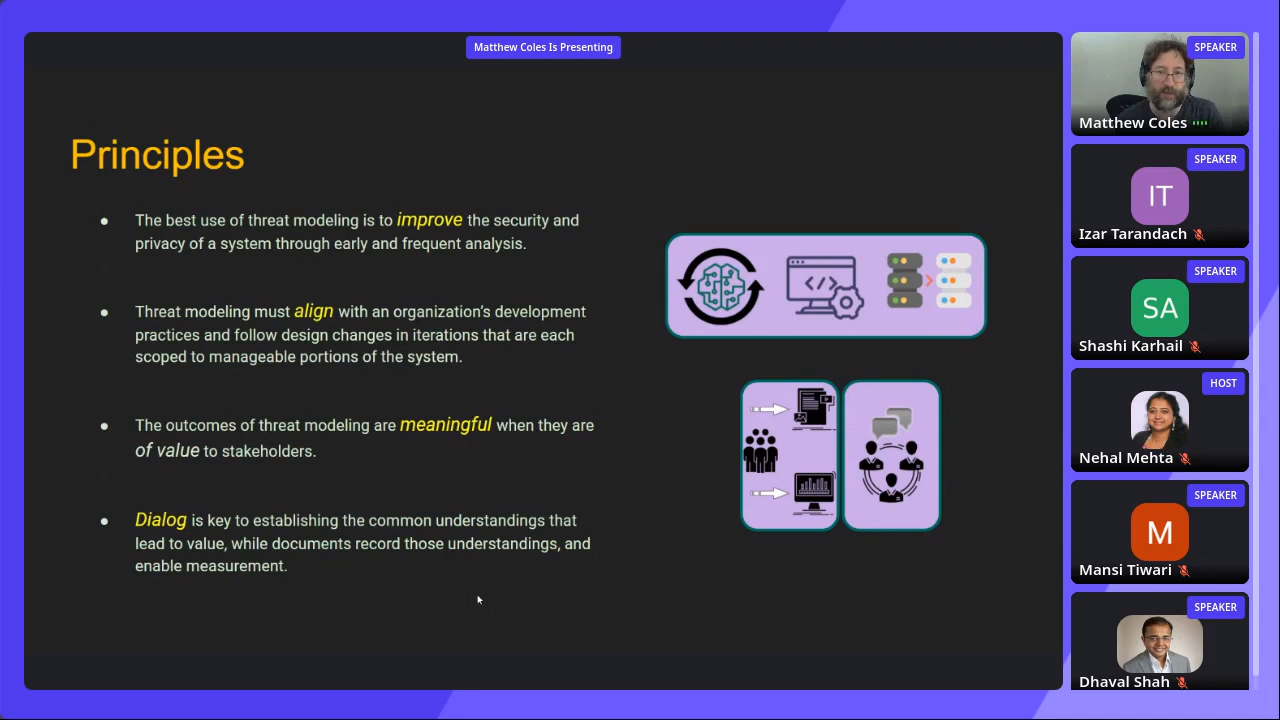 Matthew Coles Is Presenting
Principles
● The best use of threat modeling is to improve the security and
privacy of a system through early and frequent analysis.
● Threat modeling must align with an organization's development
practices and follow design changes in iterations that are each
scoped to manageable portions of the system.
● The outcomes of threat modeling are meaningful when they are
of value to stakeholders.
● Dialog is key to establishing the common understandings that
lead to value, while documents record those understandings, and
enable measurement.
</>
SPEAKER
Matthew Coles
SPEAKER
IT
Izar Tarandach
SPEAKER
SA
Shashi Karhail
HOST
Nehal Mehta
SPEAKER
M
Mansi Tiwari
SPEAKER
Dhaval Shah